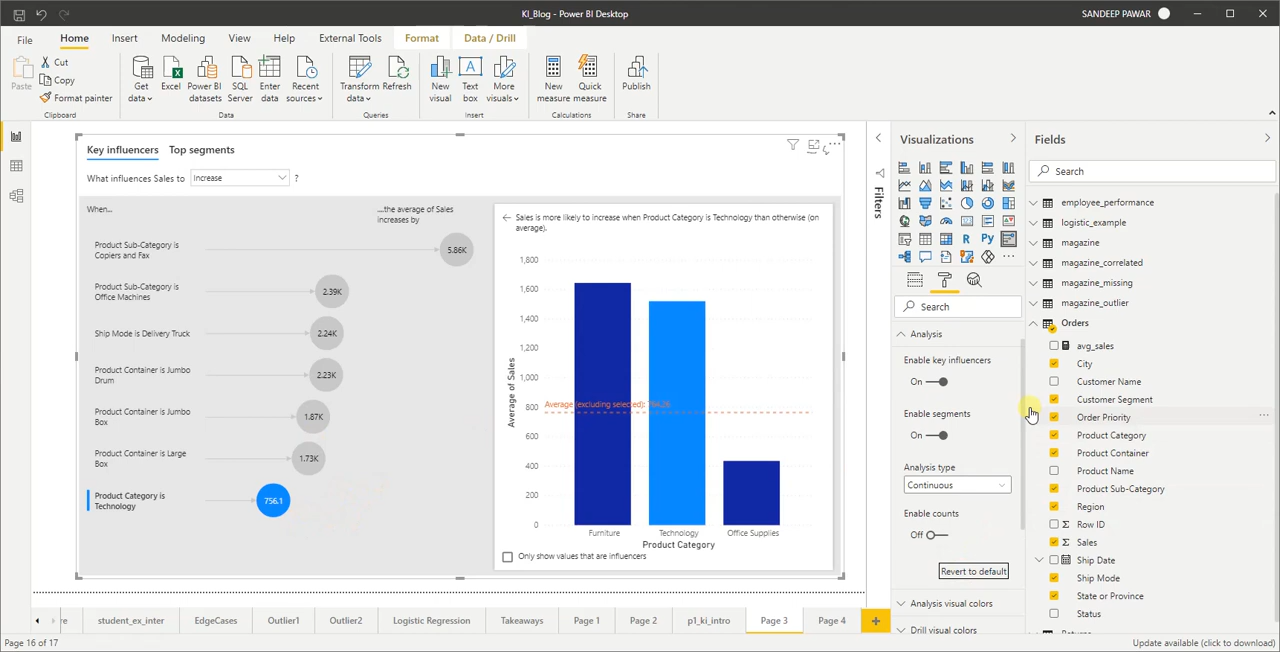 KI_Blog - Power BI Desktop
SANDEEP PAWAR
File
Home
Insert
Modeling
View
Help
External Tools
Format
Data / Drill
Paste
Cut
Copy
Format painter
Clipboard
Get data
Excel
Power BI datasets
SQL Server
Enter data
Recent sources
Data
Transform data
Refresh
Queries
New visual
Text box
More visuals
Insert
New measure
Quick measure
Calculations
Publish
Share
Key influencers
Top segments
What influences Sales to
Increase
?
When...
...the average of Sales
increases by
Product Sub-Category is
Copiers and Fax
5.86K
Product Sub-Category is
Office Machines
2.39K
Ship Mode is Delivery Truck
2.24K
Product Container is Jumbo
Drum
2.23K
Product Container is Jumbo
Box
1.87K
Product Container is Large
Box
1.73K
Product Category is
Technology
756.1
Sales is more likely to increase when Product Category is Technology than otherwise (on
average).
1,800
1,600
1,400
1,200
1,000
800
600
400
200
0
Average of Sales
Average (excluding selected): 764.26
Furniture
Technology
Office Supplies
Product Category
Only show values that are influencers
Filters
Visualizations
R
Py
Search
Analysis
Enable key influencers
On
Enable segments
On
Analysis type
Continuous
Enable counts
Off
Revert to default
Analysis visual colors
Drill visual colors
Fields
Search
employee_performance
logistic_example
magazine
magazine_correlated
magazine_missing
magazine_outlier
Orders
avg_sales
City
Customer Name
Customer Segment
Order Priority
Product Category
Product Container
Product Name
Product Sub-Category
Region
Row ID
Sales
Ship Date
Ship Mode
State or Province
Status
student_ex_inter
EdgeCases
Outlier1
Outlier2
Logistic Regression
Takeaways
Page 1
Page 2
p1_ki_intro
Page 3
Page 4
Page 16 of 17
Update available (click to download)